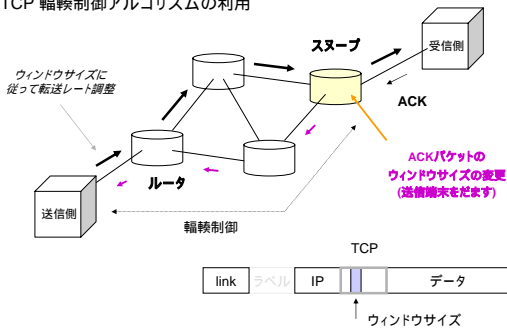 TCP 輻輳制御アルゴリズムの利用
スヌープ
受信側
ウィンドウサイズに
従って転送レート調整
ACK
ACKパケットの
ウィンドウサイズの変更
(送信端末をだます)
ルータ
送信側
輻輳制御
TCP
link
ラベル
IP
データ
ウィンドウサイズ